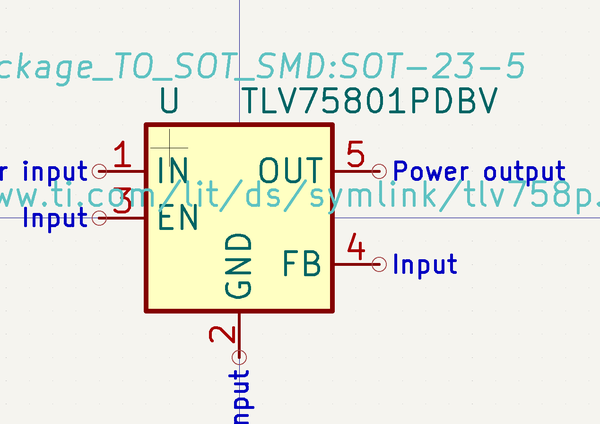 ckage_TO_SOT_SMD:SOT-23-5
U TLV75801PDBV
r input 1 IN OUT 5 Power output
ww.ti.com/lit/ds/symlink/tlv758p.
Input 3 EN
GND FB 4 Input
2
nput